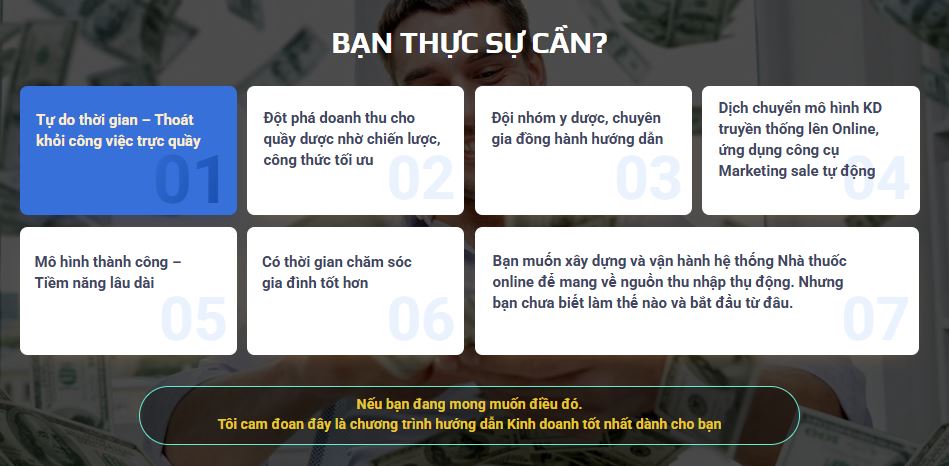 BẠN THỰC SỰ CẦN?
Tự do thời gian – Thoát
khỏi công việc trực quầy
01
Đột phá doanh thu cho
quầy dược nhờ chiến lược,
công thức tối ưu
02
Đội nhóm y dược, chuyên
gia đồng hành hướng dẫn
03
Dịch chuyển mô hình KD
truyền thống lên Online,
ứng dụng công cụ
Marketing sale tự động
04
Mô hình thành công –
Tiềm năng lâu dài
05
Có thời gian chăm sóc
gia đình tốt hơn
06
Bạn muốn xây dựng và vận hành hệ thống Nhà thuốc
online để mang về nguồn thu nhập thụ động. Nhưng
bạn chưa biết làm thế nào và bắt đầu từ đâu.
07
Nếu bạn đang mong muốn điều đó.
Tôi cam đoan đây là chương trình hướng dẫn Kinh doanh tốt nhất dành cho bạn